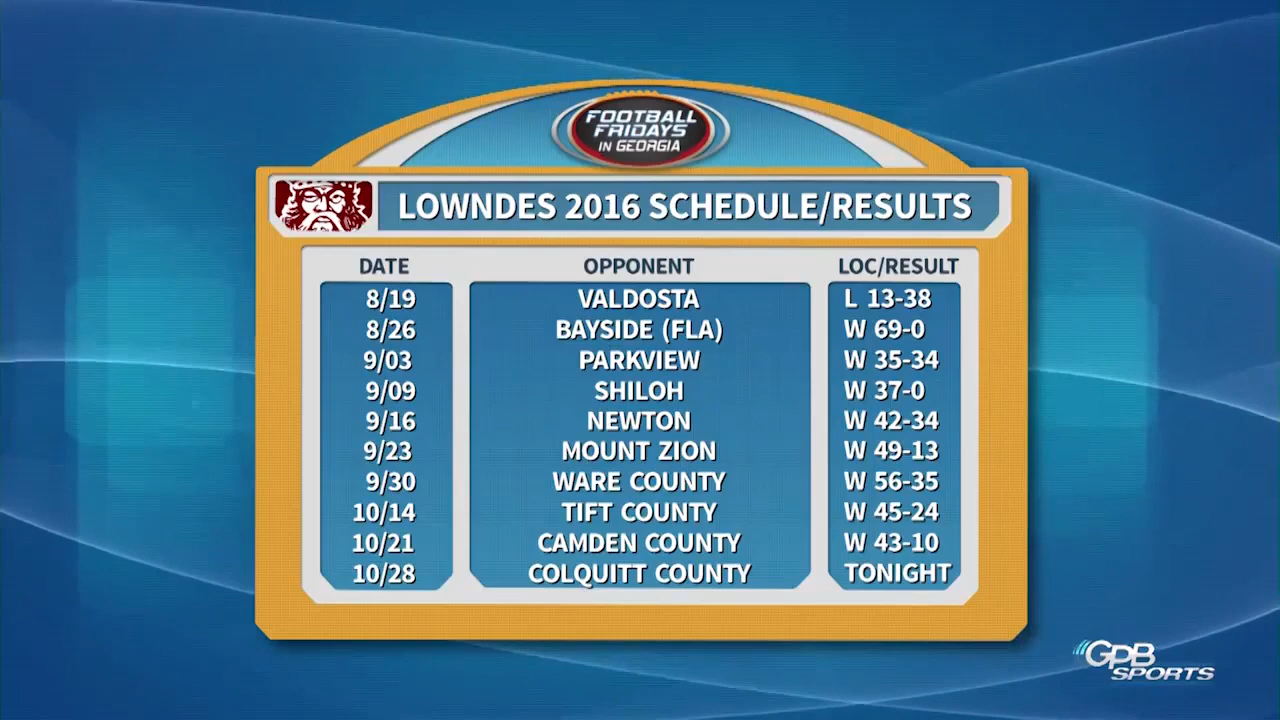 FOOTBALL
FRIDAYS
IN GEORGIA
LOWNDES 2016 SCHEDULE/RESULTS
DATE OPPONENT LOC/RESULT
8/19 VALDOSTA L 13-38
8/26 BAYSIDE (FLA) W 69-0
9/03 PARKVIEW W 35-34
9/09 SHILOH W 37-0
9/16 NEWTON W 42-34
9/23 MOUNT ZION W 49-13
9/30 WARE COUNTY W 56-35
10/14 TIFT COUNTY W 45-24
10/21 CAMDEN COUNTY W 43-10
10/28 COLQUITT COUNTY TONIGHT
GPB
SPORTS